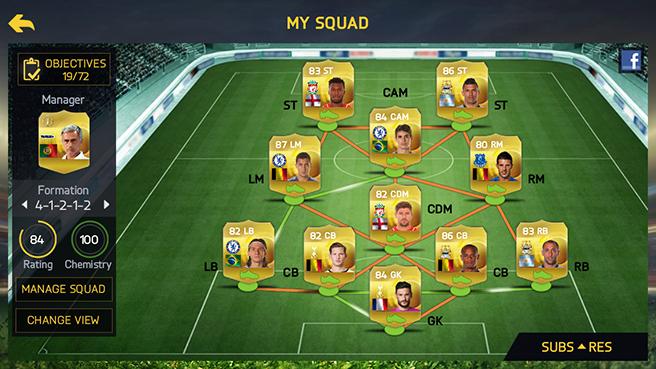 MY SQUAD
OBJECTIVES
19/72
Manager
Formation
4-1-2-1-2
84
Rating
100
Chemistry
MANAGE SQUAD
CHANGE VIEW
83 ST
ST
CAM
86 ST
ST
84 CAM
87 LM
LM
80 RM
RM
82 CDM
CDM
82 LB
LB
82 CB
CB
86 CB
CB
83 RB
RB
84 GK
GK
SUBS RES
f